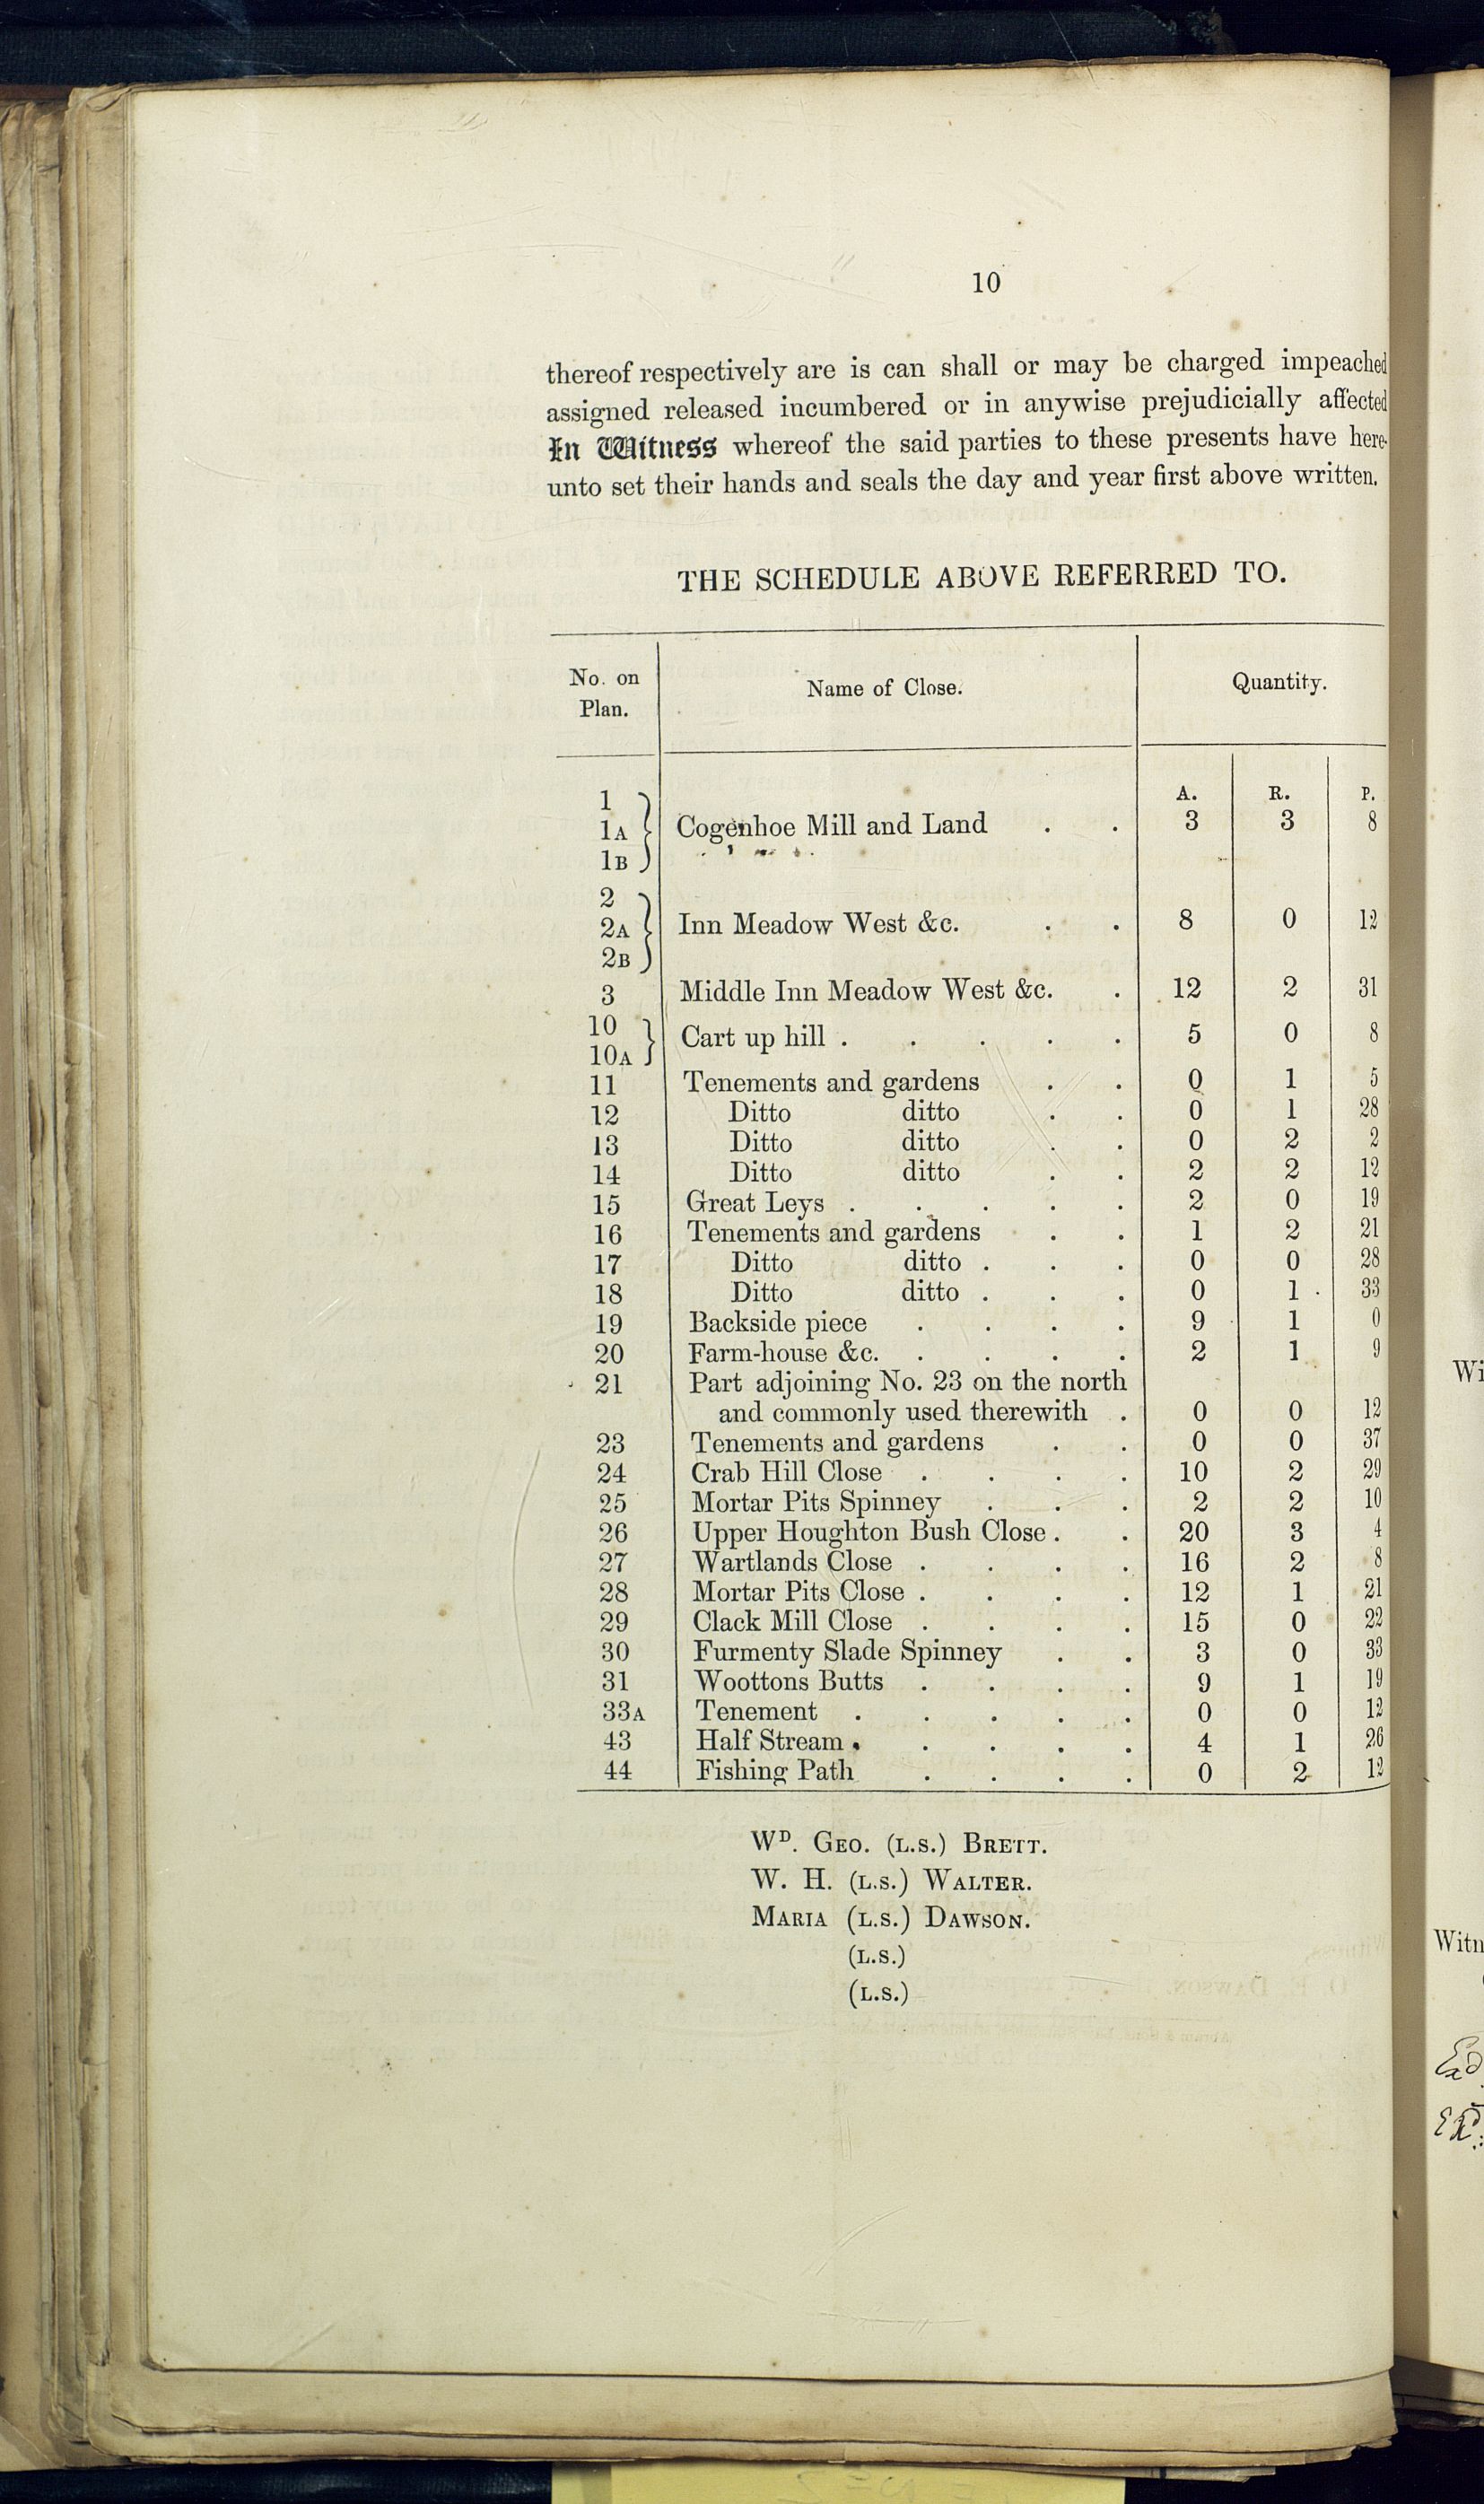 10
thereof respectively are is can shall or may be charged impeached
assigned released incumbered or in anywise prejudicially affected
In Witness whereof the said parties to these presents have here-
unto set their hands and seals the day and year first above written.
THE SCHEDULE ABOVE REFERRED TO.
No. on Plan. Name of Close. Quantity.
A. R. P.
1
1A Cogenhoe Mill and Land . . 3 3 8
1B
2
2A Inn Meadow West &c. . . 8 0 12
2B
3 Middle Inn Meadow West &c. . 12 2 31
10
10A Cart up hill . . . . . 5 0 8
11 Tenements and gardens . . 0 1 5
12 Ditto ditto . . 0 1 28
13 Ditto ditto . . 0 2 2
14 Ditto ditto . . 2 2 12
15 Great Leys . . . . . 2 0 19
16 Tenements and gardens . . 1 2 21
17 Ditto ditto . . . 0 0 28
18 Ditto ditto . . . 0 1 33
19 Backside piece . . . . 9 1 0
20 Farm-house &c. . . . . 2 1 9
21 Part adjoining No. 23 on the north
and commonly used therewith . 0 0 12
23 Tenements and gardens . . 0 0 37
24 Crab Hill Close . . . . 10 2 29
25 Mortar Pits Spinney . . . 2 2 10
26 Upper Houghton Bush Close . . 20 3 4
27 Wartlands Close . . . . 16 2 8
28 Mortar Pits Close . . . . 12 1 21
29 Clack Mill Close . . . . 15 0 22
30 Furmenty Slade Spinney . . 3 0 33
31 Woottons Butts . . . . 9 1 19
33A Tenement . . . . . 0 0 12
43 Half Stream . . . . . 4 1 26
44 Fishing Path . . . . 0 2 12
WD. GEO. (L.S.) BRETT.
W. H. (L.S.) WALTER.
MARIA (L.S.) DAWSON.
(L.S.)
(L.S.)
Wi
Witn